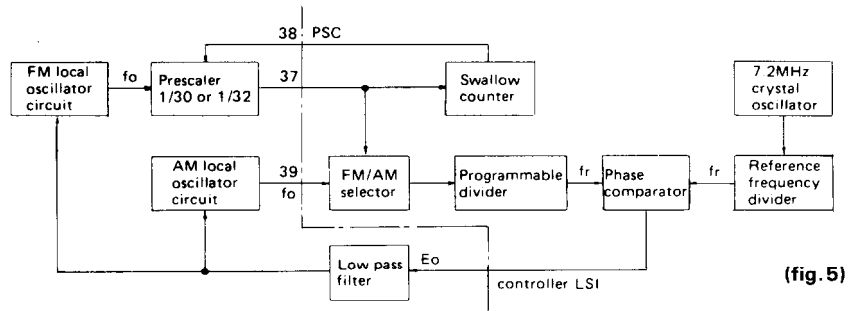 38 PSC
FM local
oscillator
circuit
fo
Prescaler
1/30 or 1/32
37
Swallow
counter
7.2MHz
crystal
oscillator
AM local
oscillator
circuit
39
fo
FM/AM
selector
Programmable
divider
fr
Phase
comparator
fr
Reference
frequency
divider
Low pass
filter
Eo
controller LSI
(fig.5)